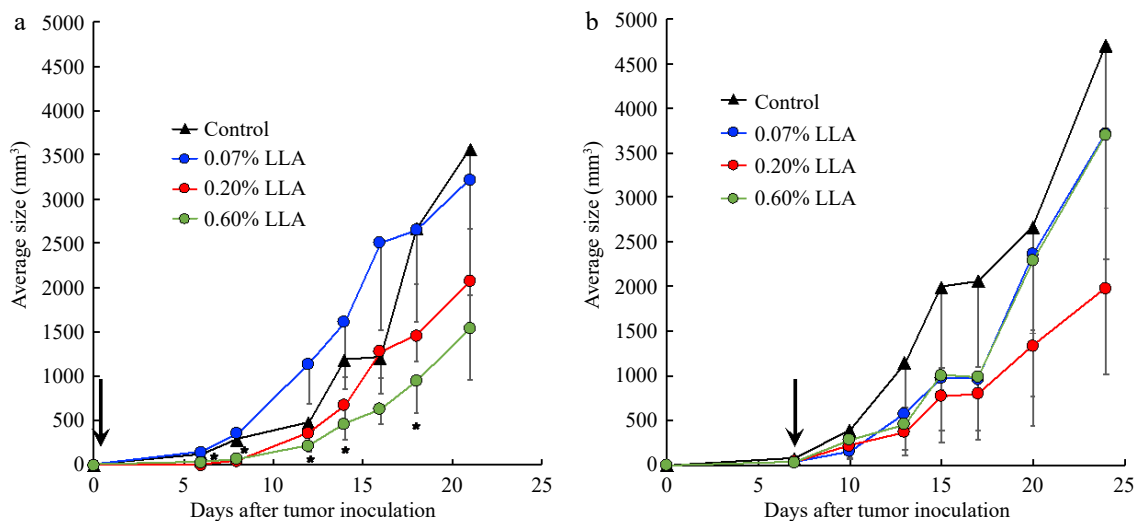 a
5000
4500
4000
3500
3000
2500
2000
1500
1000
500
0
Average size (mm³)
Control
0.07% LLA
0.20% LLA
0.60% LLA
* * * * *
0 5 10 15 20 25
Days after tumor inoculation
b
5000
4500
4000
3500
3000
2500
2000
1500
1000
500
0
Average size (mm³)
Control
0.07% LLA
0.20% LLA
0.60% LLA
0 5 10 15 20 25
Days after tumor inoculation